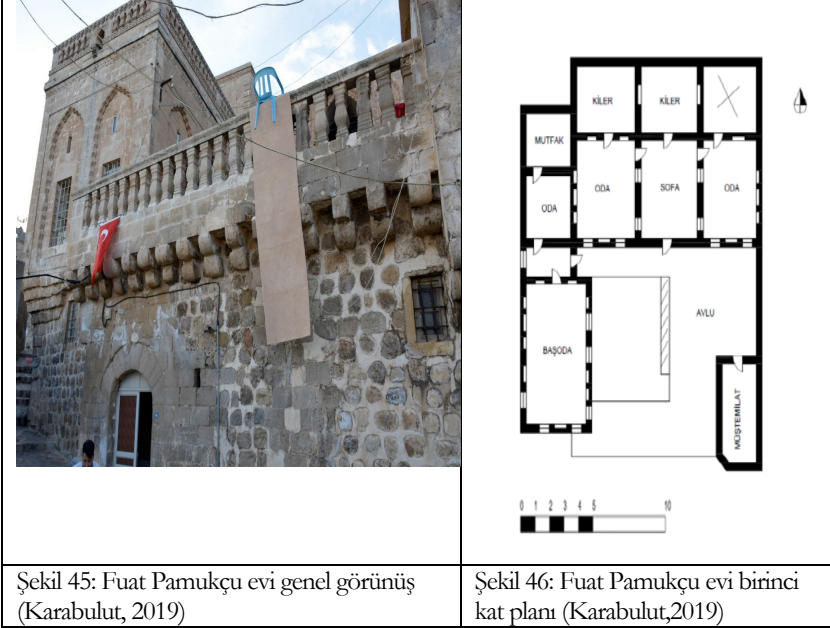 KİLER
KİLER
MUTFAK
ODA
SOFA
ODA
ODA
AVLU
BAŞODA
MÜŞTEMİLAT
0 1 2 3 4 5 10
Şekil 45: Fuat Pamukçu evi genel görünüş
(Karabulut, 2019)
Şekil 46: Fuat Pamukçu evi birinci
kat planı (Karabulut,2019)